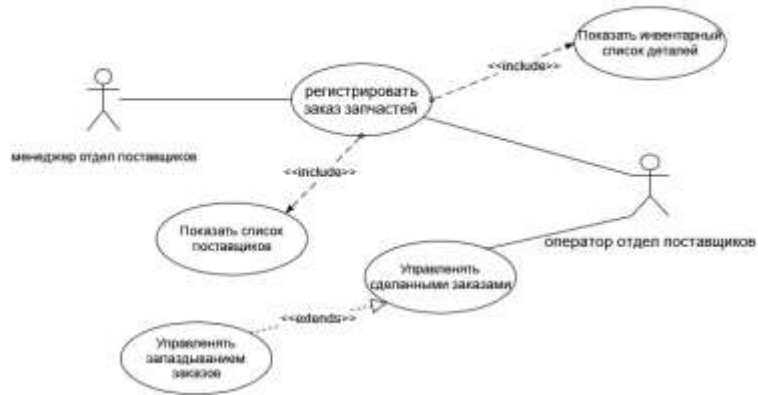 Показать инвентарный
список деталей
<<include>>
регистрировать
заказ запчастей
менеджер отдел поставщиков
<<include>>
Показать список
поставщиков
оператор отдел поставщиков
Управленять
сделанными заказами
<<extends>>
Управленять
запаздыванием
заказов